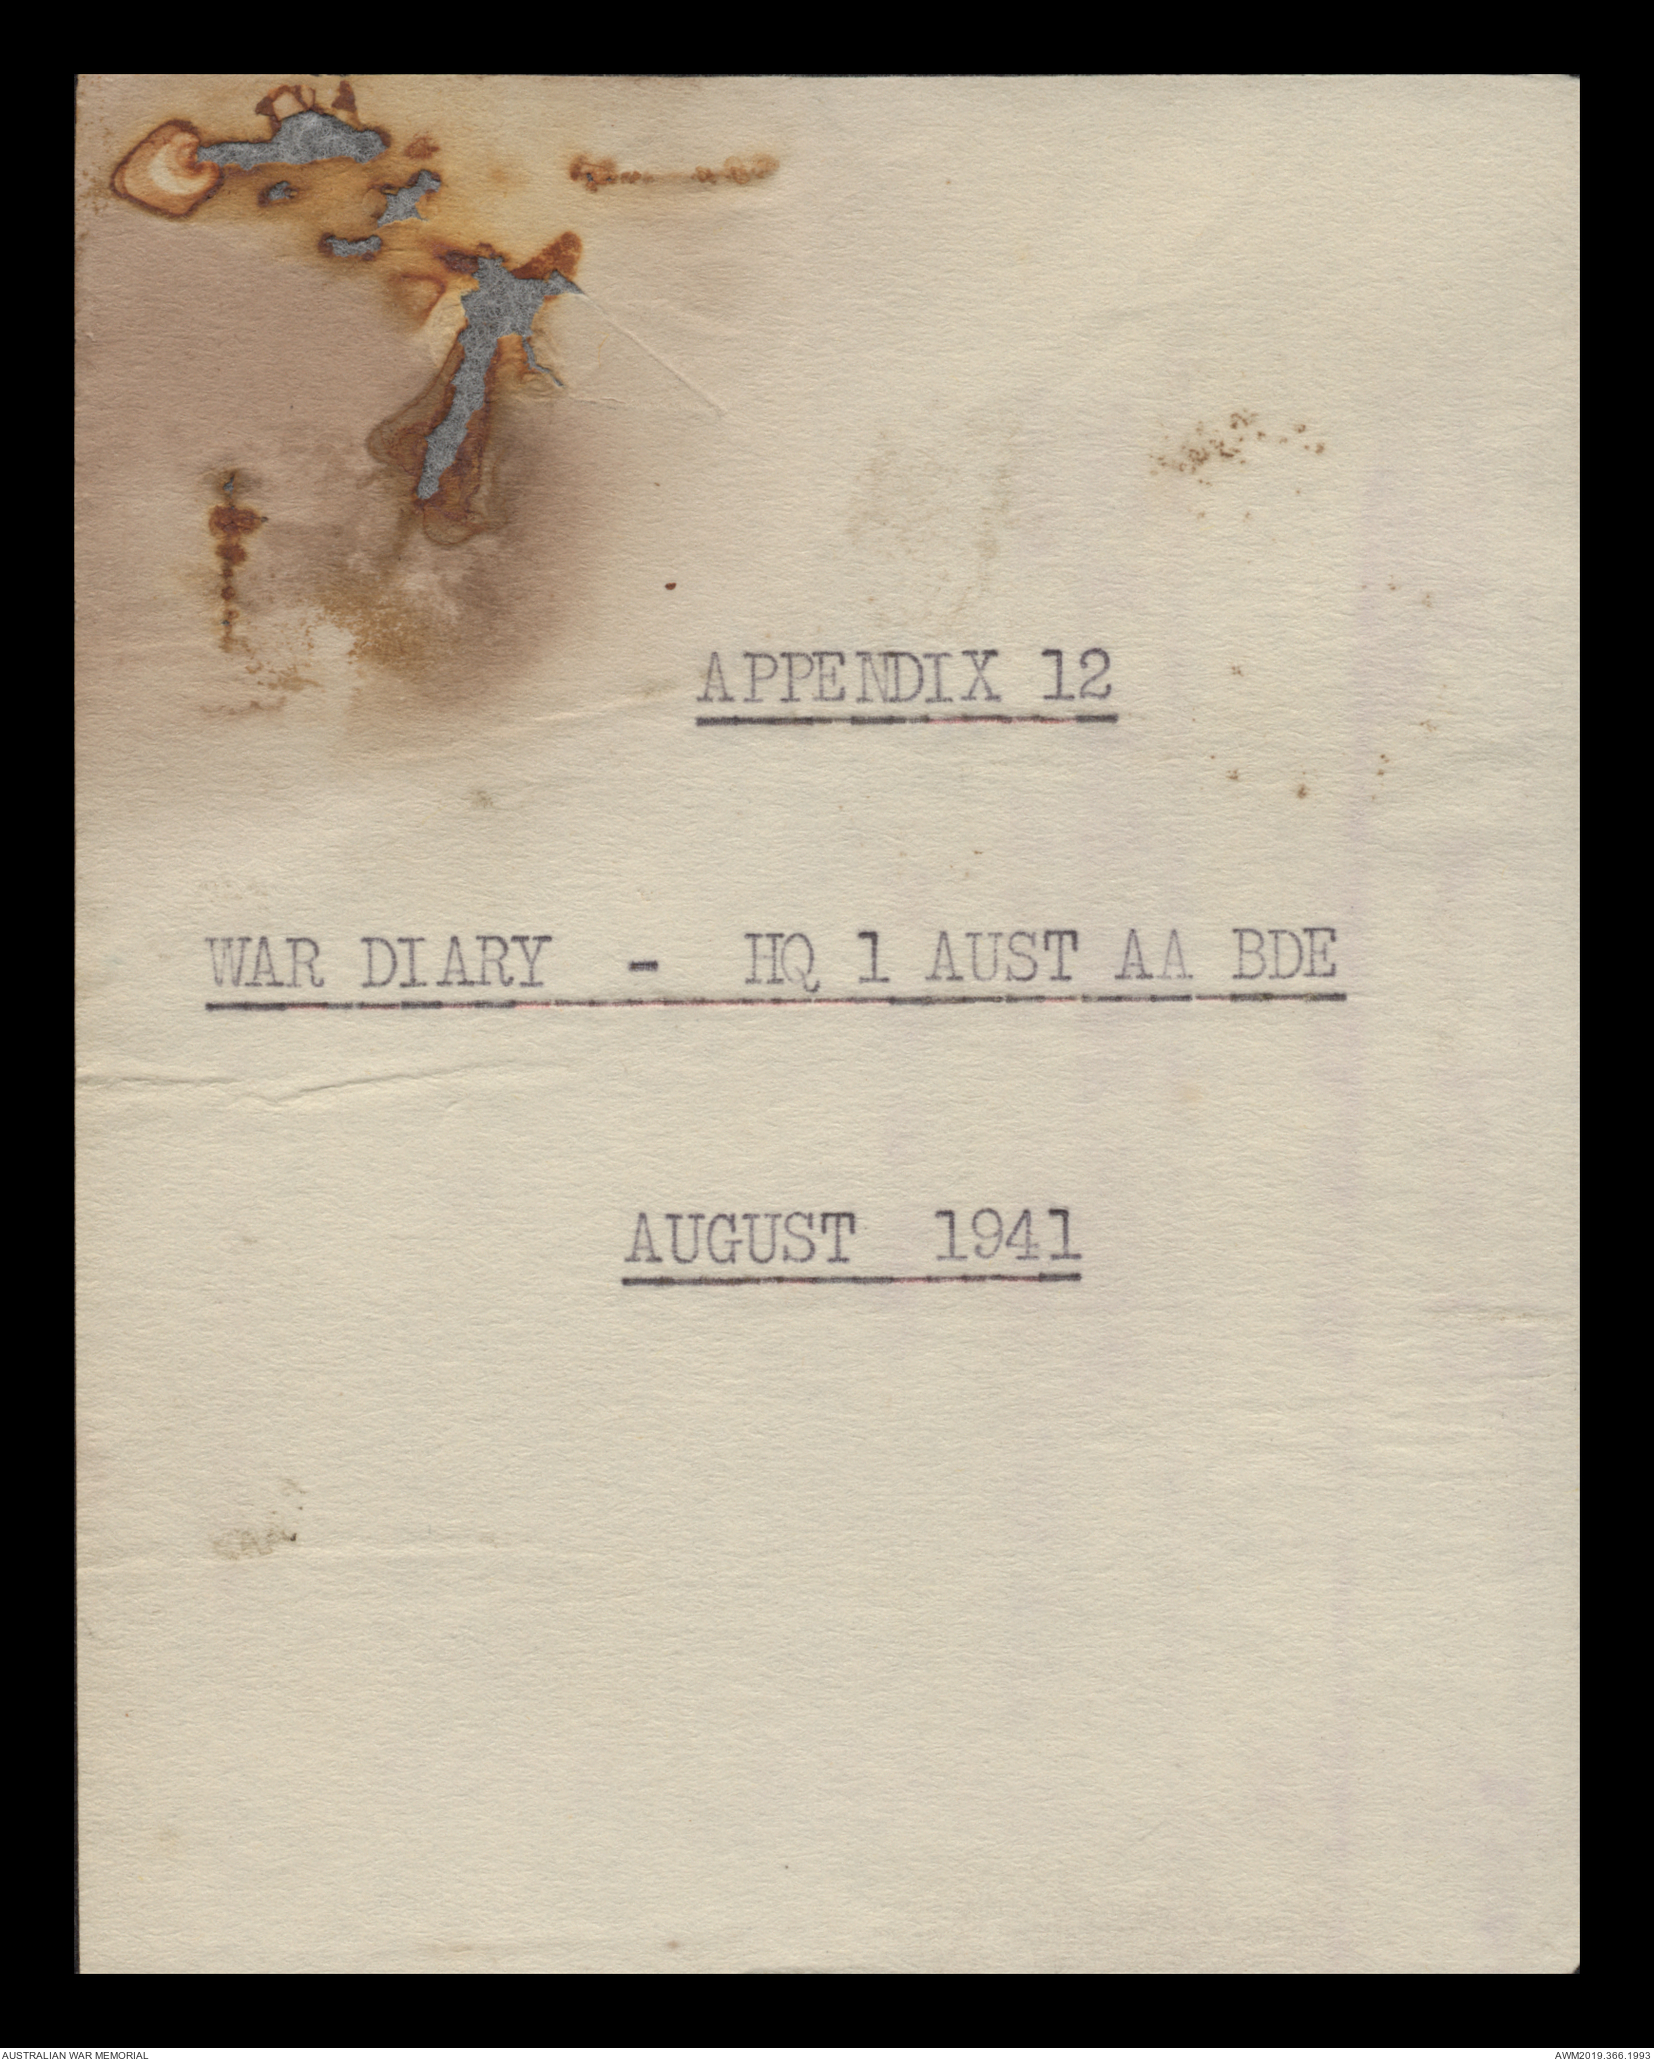 APPENDIX 12
WAR DIARY - HQ 1 AUST AA BDE
AUGUST 1941
AUSTRALIAN WAR MEMORIAL
AWM2019.366.1993